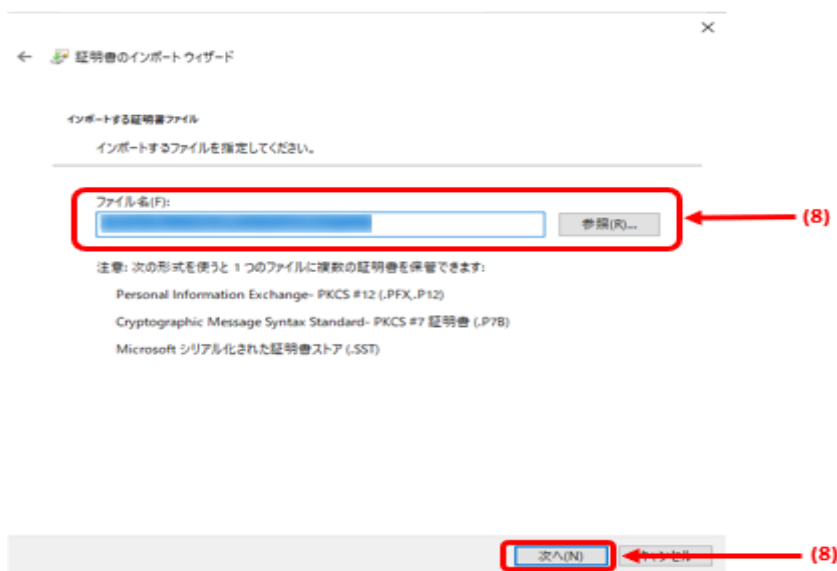 証明書のインポート ウィザード
インポートする証明書ファイル
インポートするファイルを指定してください。
ファイル名(F):
参照(R)...
(8)
注意: 次の形式を使うと 1 つのファイルに複数の証明書を保管できます:
Personal Information Exchange- PKCS #12 (.PFX,.P12)
Cryptographic Message Syntax Standard- PKCS #7 証明書 (.P7B)
Microsoft シリアル化された証明書ストア (.SST)
次へ(N)
キャンセル
(8)